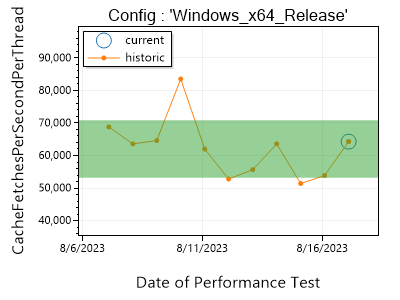 Config : 'Windows_x64_Release'
CacheFetchesPerSecondPerThread
current
historic
90,000
80,000
70,000
60,000
50,000
40,000
8/6/2023
8/11/2023
8/16/2023
Date of Performance Test